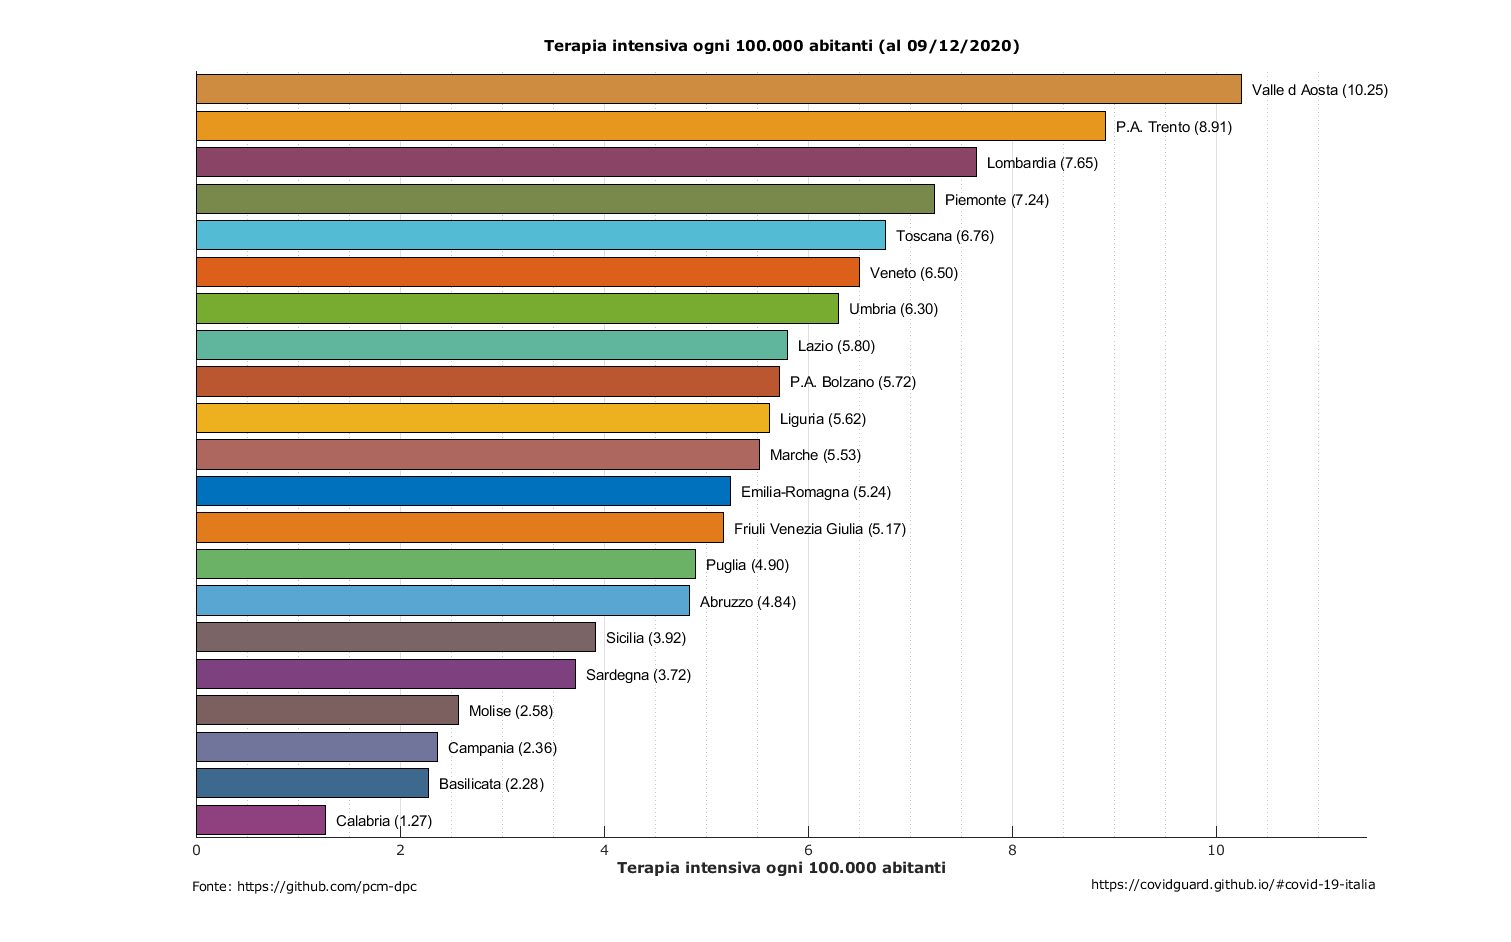 Terapia intensiva ogni 100.000 abitanti (al 09/12/2020)
Valle d Aosta (10.25)
P.A. Trento (8.91)
Lombardia (7.65)
Piemonte (7.24)
Toscana (6.76)
Veneto (6.50)
Umbria (6.30)
Lazio (5.80)
P.A. Bolzano (5.72)
Liguria (5.62)
Marche (5.53)
Emilia-Romagna (5.24)
Friuli Venezia Giulia (5.17)
Puglia (4.90)
Abruzzo (4.84)
Sicilia (3.92)
Sardegna (3.72)
Molise (2.58)
Campania (2.36)
Basilicata (2.28)
Calabria (1.27)
0 2 4 6 8 10
Terapia intensiva ogni 100.000 abitanti
Fonte: https://github.com/pcm-dpc
https://covidguard.github.io/#covid-19-italia